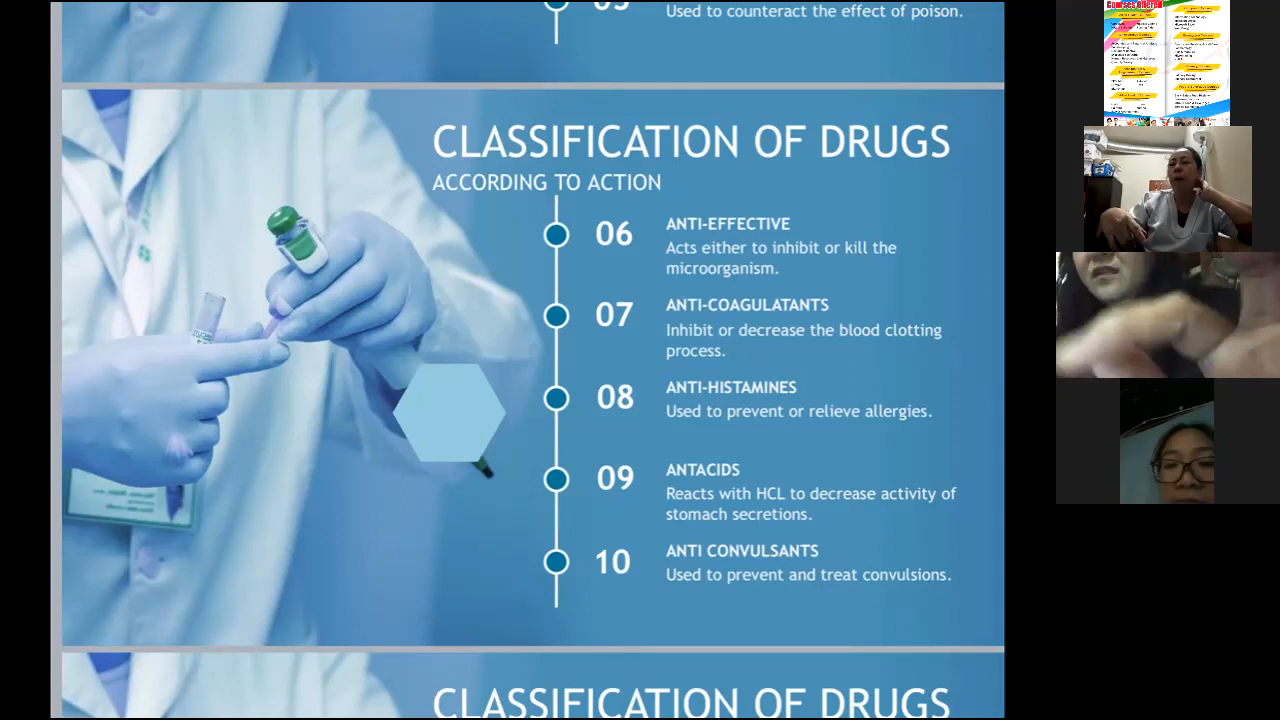 05
Used to counteract the effect of poison.
CLASSIFICATION OF DRUGS
ACCORDING TO ACTION
06
ANTI-EFFECTIVE
Acts either to inhibit or kill the
microorganism.
07
ANTI-COAGULATANTS
Inhibit or decrease the blood clotting
process.
08
ANTI-HISTAMINES
Used to prevent or relieve allergies.
09
ANTACIDS
Reacts with HCL to decrease activity of
stomach secretions.
10
ANTI CONVULSANTS
Used to prevent and treat convulsions.
CLASSIFICATION OF DRUGS
Courses Offered